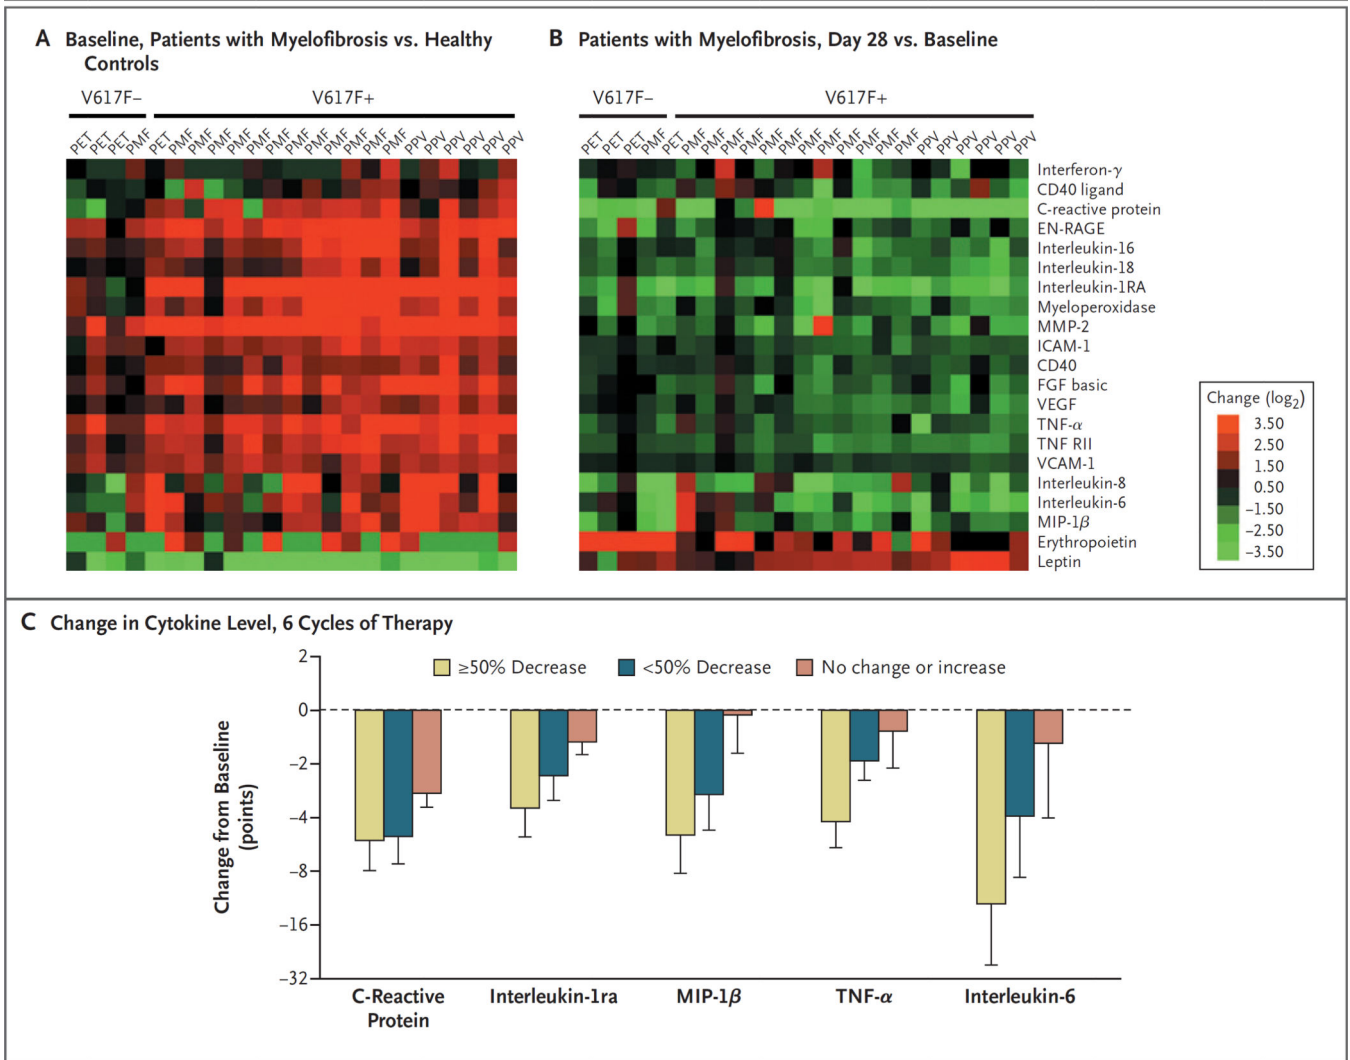 A Baseline, Patients with Myelofibrosis vs. Healthy
Controls
V617F– V617F+
PET PET PET PMF PET PMF PMF PMF PMF PMF PMF PMF PMF PMF PMF PMF PMF PPV PPV PPV PPV PPV PPV
B Patients with Myelofibrosis, Day 28 vs. Baseline
V617F– V617F+
PET PET PET PMF PET PMF PMF PMF PMF PMF PMF PMF PMF PMF PMF PMF PMF PPV PPV PPV PPV PPV PPV
Interferon-γ
CD40 ligand
C-reactive protein
EN-RAGE
Interleukin-16
Interleukin-18
Interleukin-1RA
Myeloperoxidase
MMP-2
ICAM-1
CD40
FGF basic
VEGF
TNF-α
TNF RII
VCAM-1
Interleukin-8
Interleukin-6
MIP-1β
Erythropoietin
Leptin
Change (log₂)
3.50
2.50
1.50
0.50
–1.50
–2.50
–3.50
C Change in Cytokine Level, 6 Cycles of Therapy
≥50% Decrease <50% Decrease No change or increase
Change from Baseline
(points)
2
0
–2
–4
–8
–16
–32
C-Reactive
Protein
Interleukin-1ra
MIP-1β
TNF-α
Interleukin-6